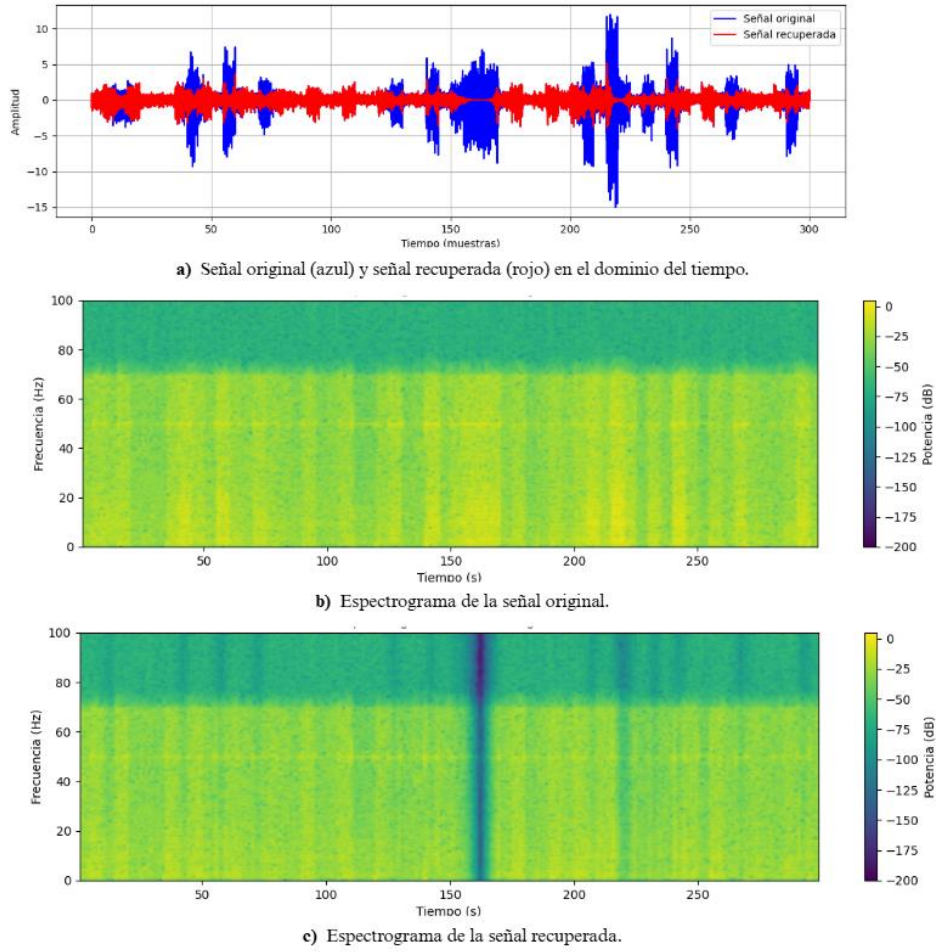 10
5
0
−5
−10
−15
Amplitud
Señal original
Señal recuperada
0 50 100 150 200 250 300
Tiempo (muestras)
a) Señal original (azul) y señal recuperada (rojo) en el dominio del tiempo.
100
80
60
40
20
0
Frecuencia (Hz)
50 100 150 200 250
Tiempo (s)
0
−25
−50
−75
−100
−125
−150
−175
−200
Potencia (dB)
b) Espectrograma de la señal original.
100
80
60
40
20
0
Frecuencia (Hz)
50 100 150 200 250
Tiempo (s)
0
−25
−50
−75
−100
−125
−150
−175
−200
Potencia (dB)
c) Espectrograma de la señal recuperada.